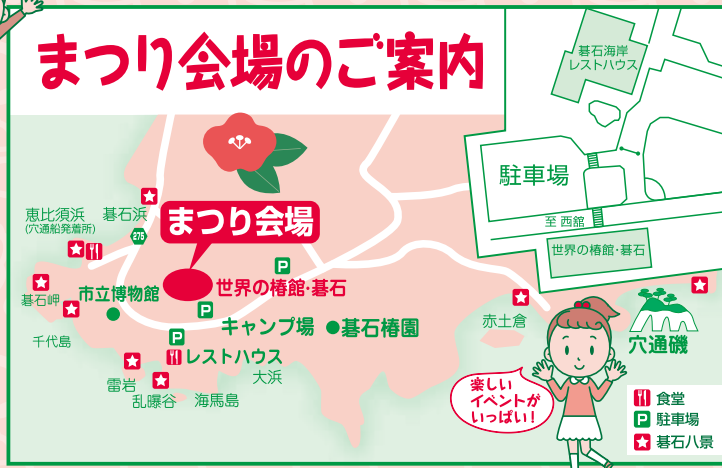 まつり会場のご案内
碁石海岸
レストハウス
駐車場
至 西舘
世界の椿館・碁石
恵比須浜
(穴通船発着所)
碁石浜
275
まつり会場
P
世界の椿館・碁石
市立博物館
碁石岬
千代島
P
キャンプ場
碁石椿園
P
レストハウス
大浜
雷岩
乱曝谷
海馬島
赤土倉
穴通磯
楽しい
イベントが
いっぱい!
食堂
P 駐車場
碁石八景